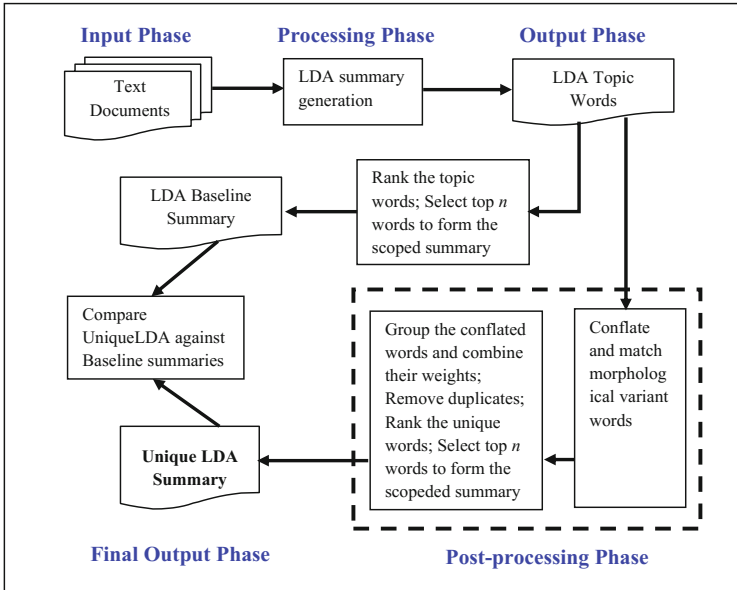 Input Phase
Processing Phase
Output Phase
Text
Documents
LDA summary
generation
LDA Topic
Words
LDA Baseline
Summary
Rank the topic
words; Select top n
words to form the
scoped summary
Compare
UniqueLDA against
Baseline summaries
Group the conflated
words and combine
their weights;
Remove duplicates;
Rank the unique
words; Select top n
words to form the
scopeded summary
Conflate
and match
morpholog
ical variant
words
Unique LDA
Summary
Final Output Phase
Post-processing Phase